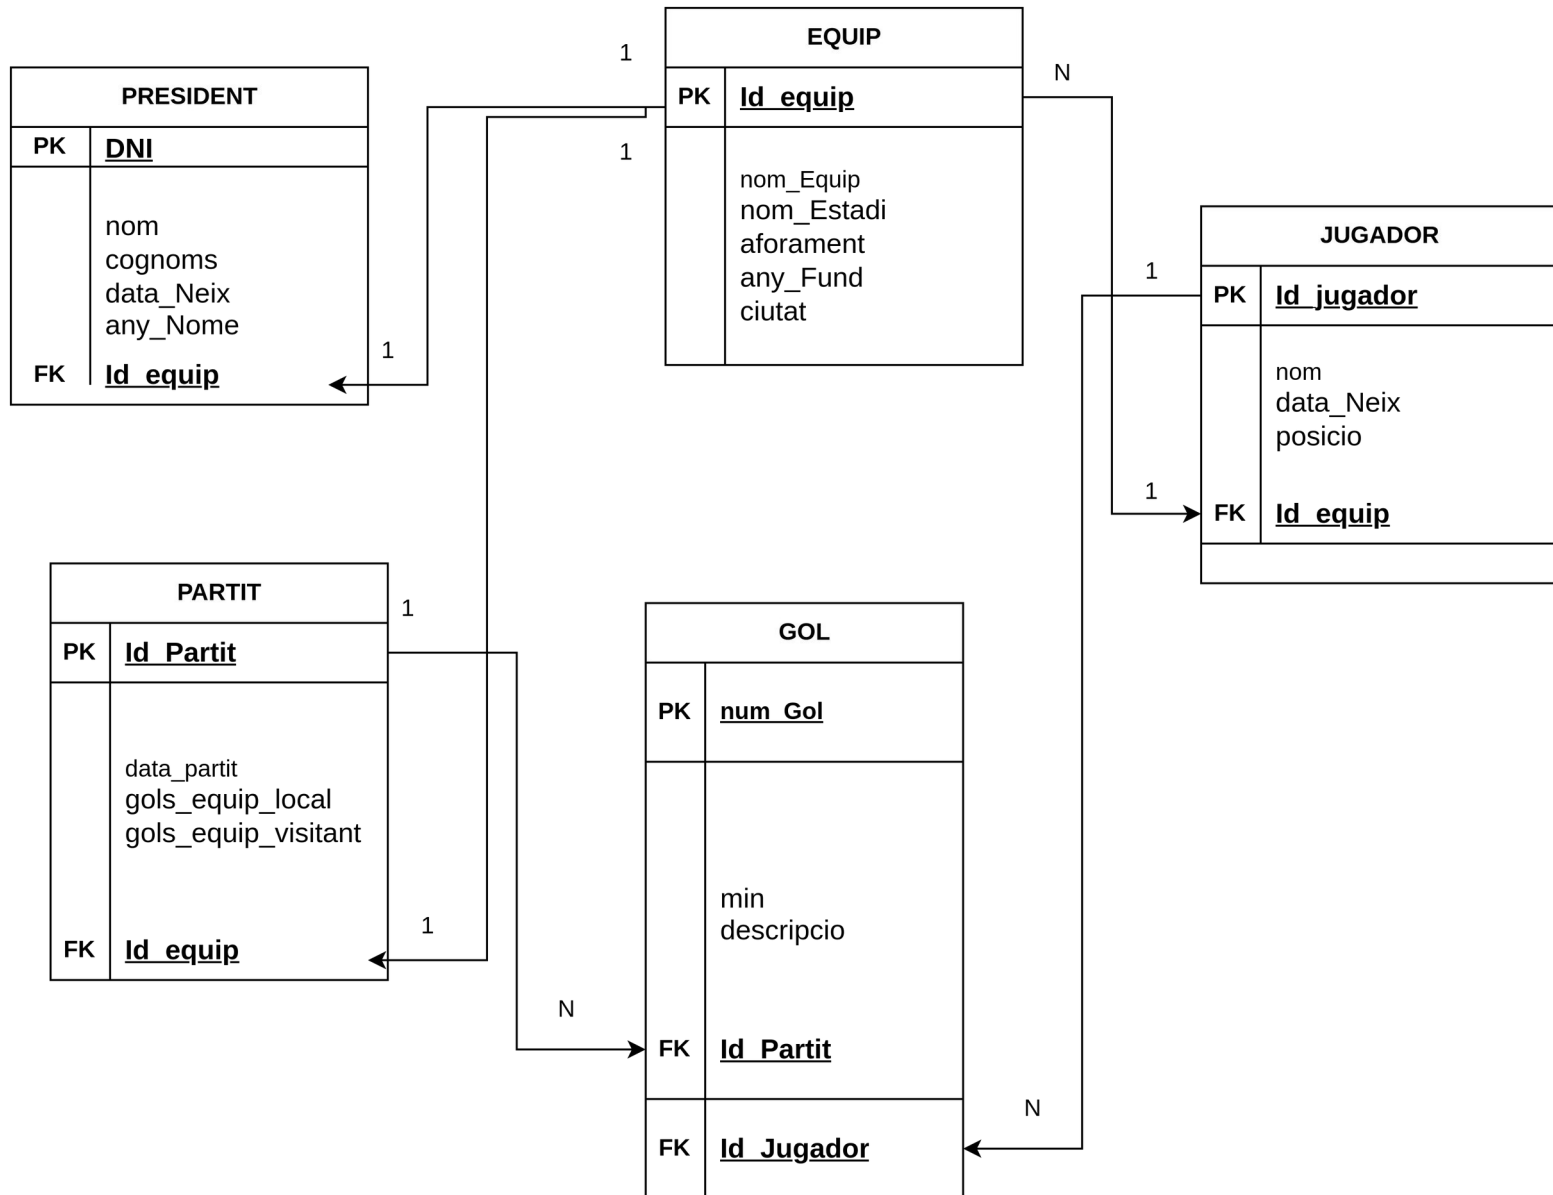 EQUIP
PK Id_equip
nom_Equip
nom_Estadi
aforament
any_Fund
ciutat
1
1
N
PRESIDENT
PK DNI
nom
cognoms
data_Neix
any_Nome
FK Id_equip
1
JUGADOR
1
PK Id_jugador
nom
data_Neix
posicio
1
FK Id_equip
PARTIT
1
PK Id_Partit
data_partit
gols_equip_local
gols_equip_visitant
1
FK Id_equip
N
GOL
PK num_Gol
min
descripcio
FK Id_Partit
FK Id_Jugador
N